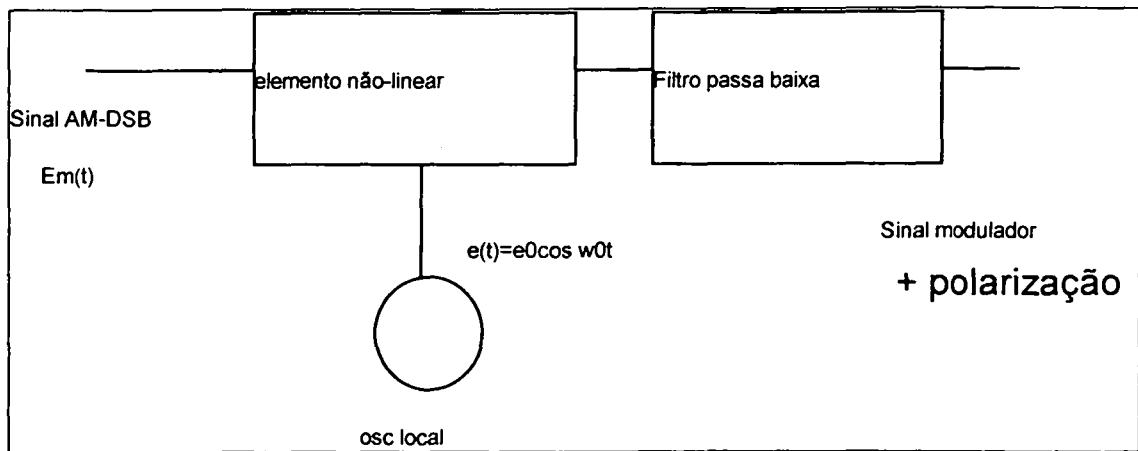 elemento não-linear
Filtro passa baixa
Sinal AM-DSB
Em(t)
e(t)=e0cos w0t
Sinal modulador
+ polarização
osc local